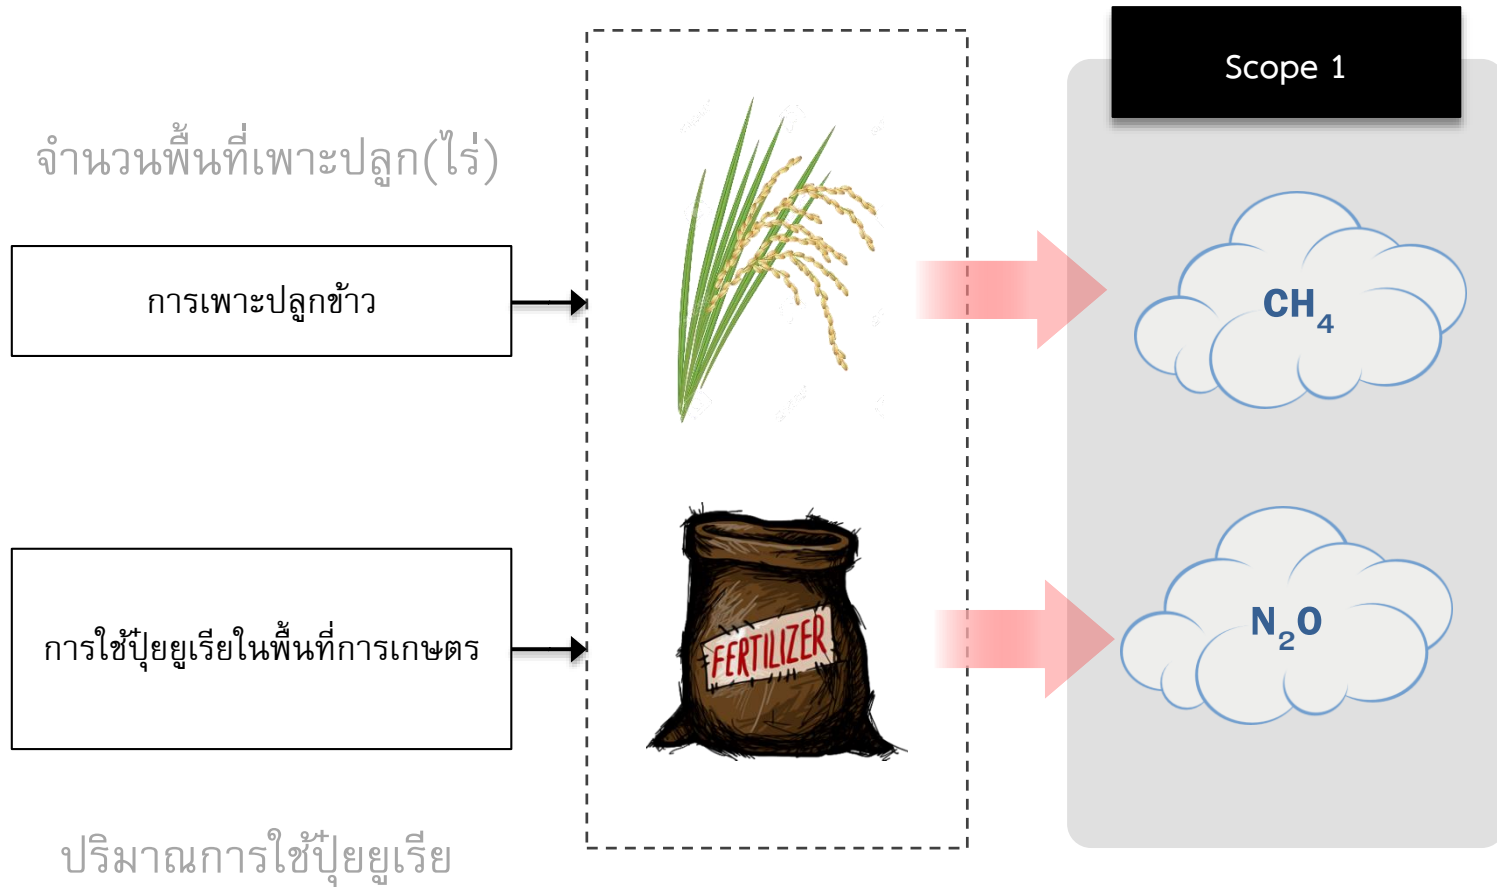 Scope 1
จำนวนพื้นที่เพาะปลูก(ไร่)
การเพาะปลูกข้าว
CH₄
FERTILIZER
การใช้ปุ๋ยยูเรียในพื้นที่การเกษตร
N₂O
ปริมาณการใช้ปุ๋ยยูเรีย